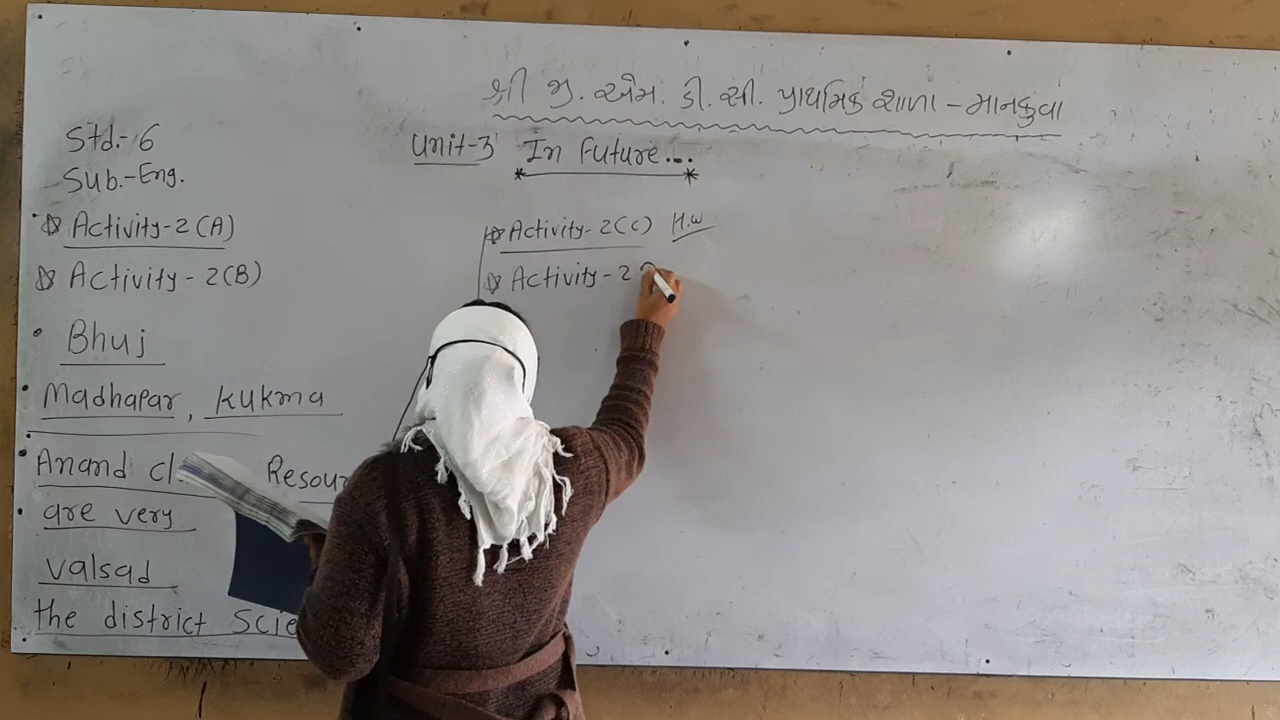 શ્રી જી. એમ. ડી. સી. પ્રાથમિક શાળા - માનકુવા
Unit-3 In Future...
Std.- 6
Sub.-Eng.
Activity-2(A)
Activity-2(B)
Bhuj
Madhapar, Kukma
Anand
are very
valsad
the district
Activity-2(C) H.W
Activity-2